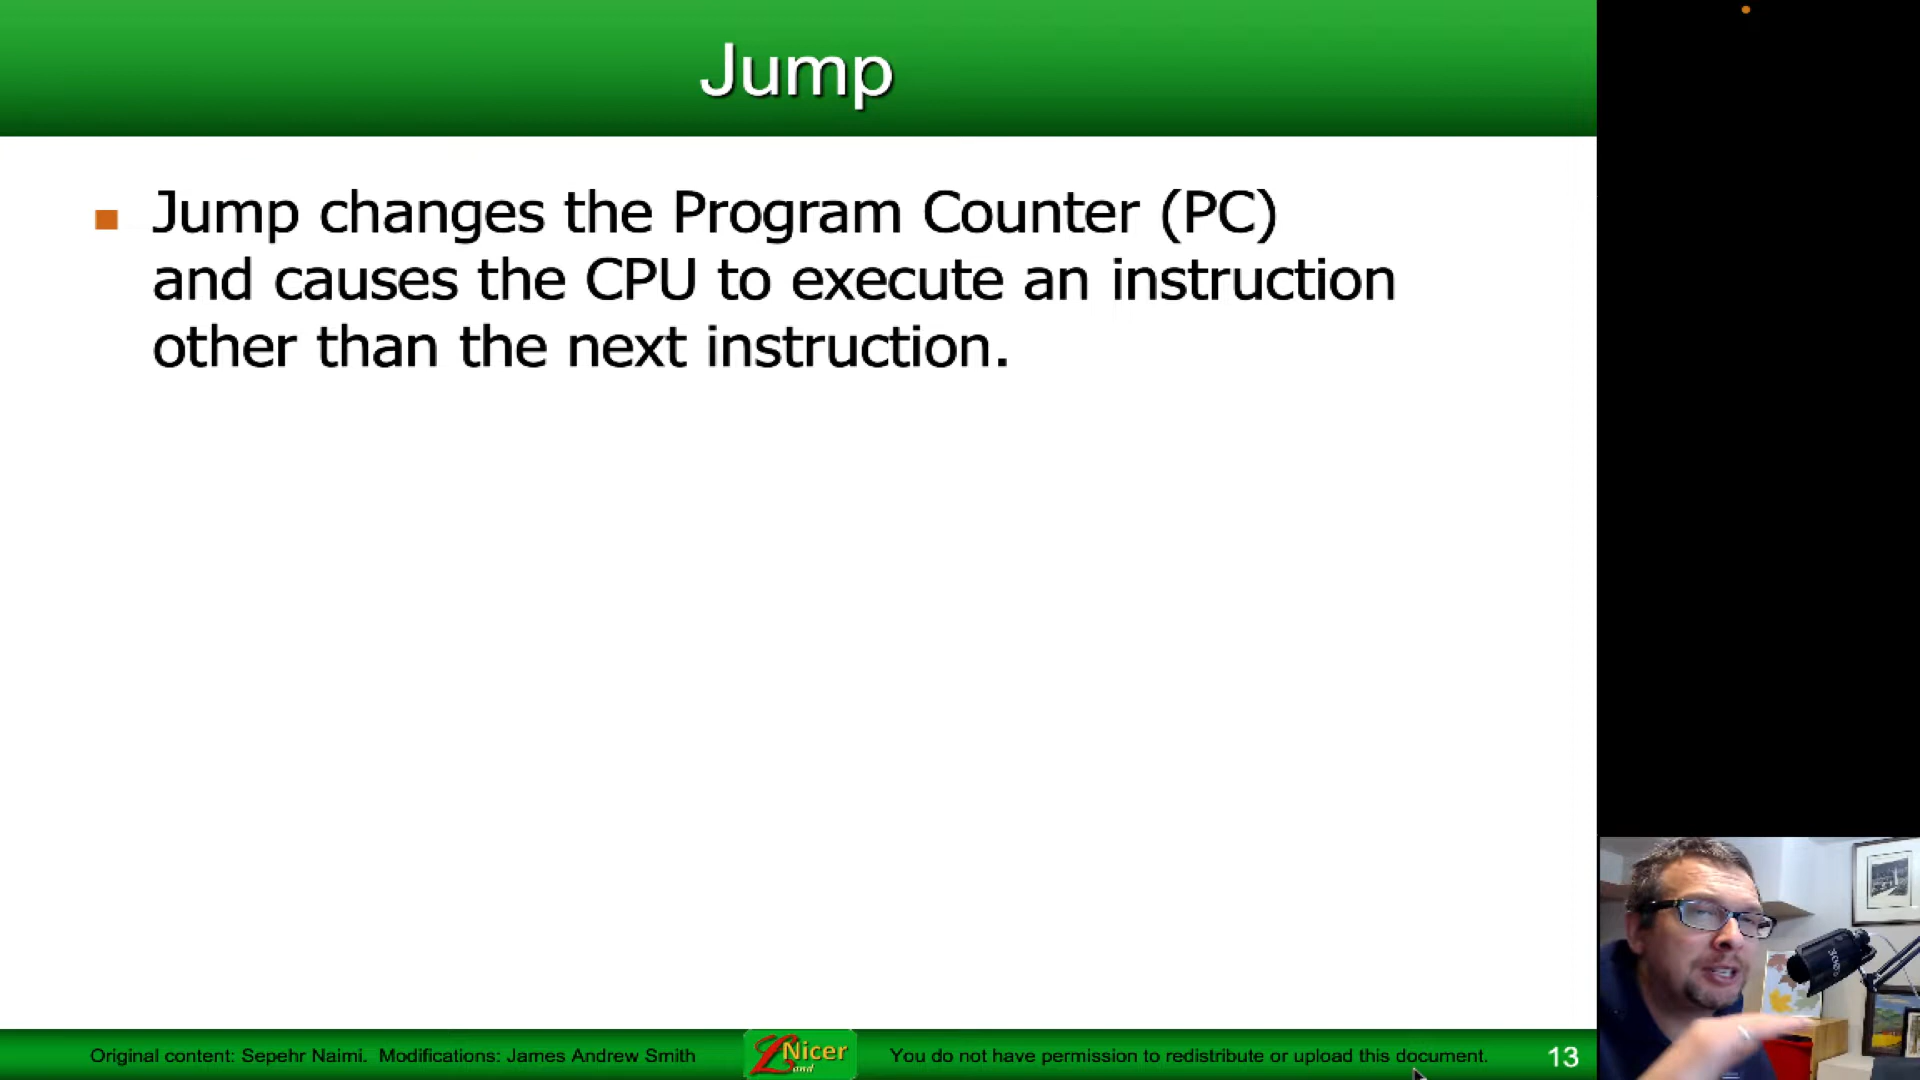 Jump
Jump changes the Program Counter (PC)
and causes the CPU to execute an instruction
other than the next instruction.
Original content: Sepehr Naimi. Modifications: James Andrew Smith
Nicer
Land
You do not have permission to redistribute or upload this document.
13